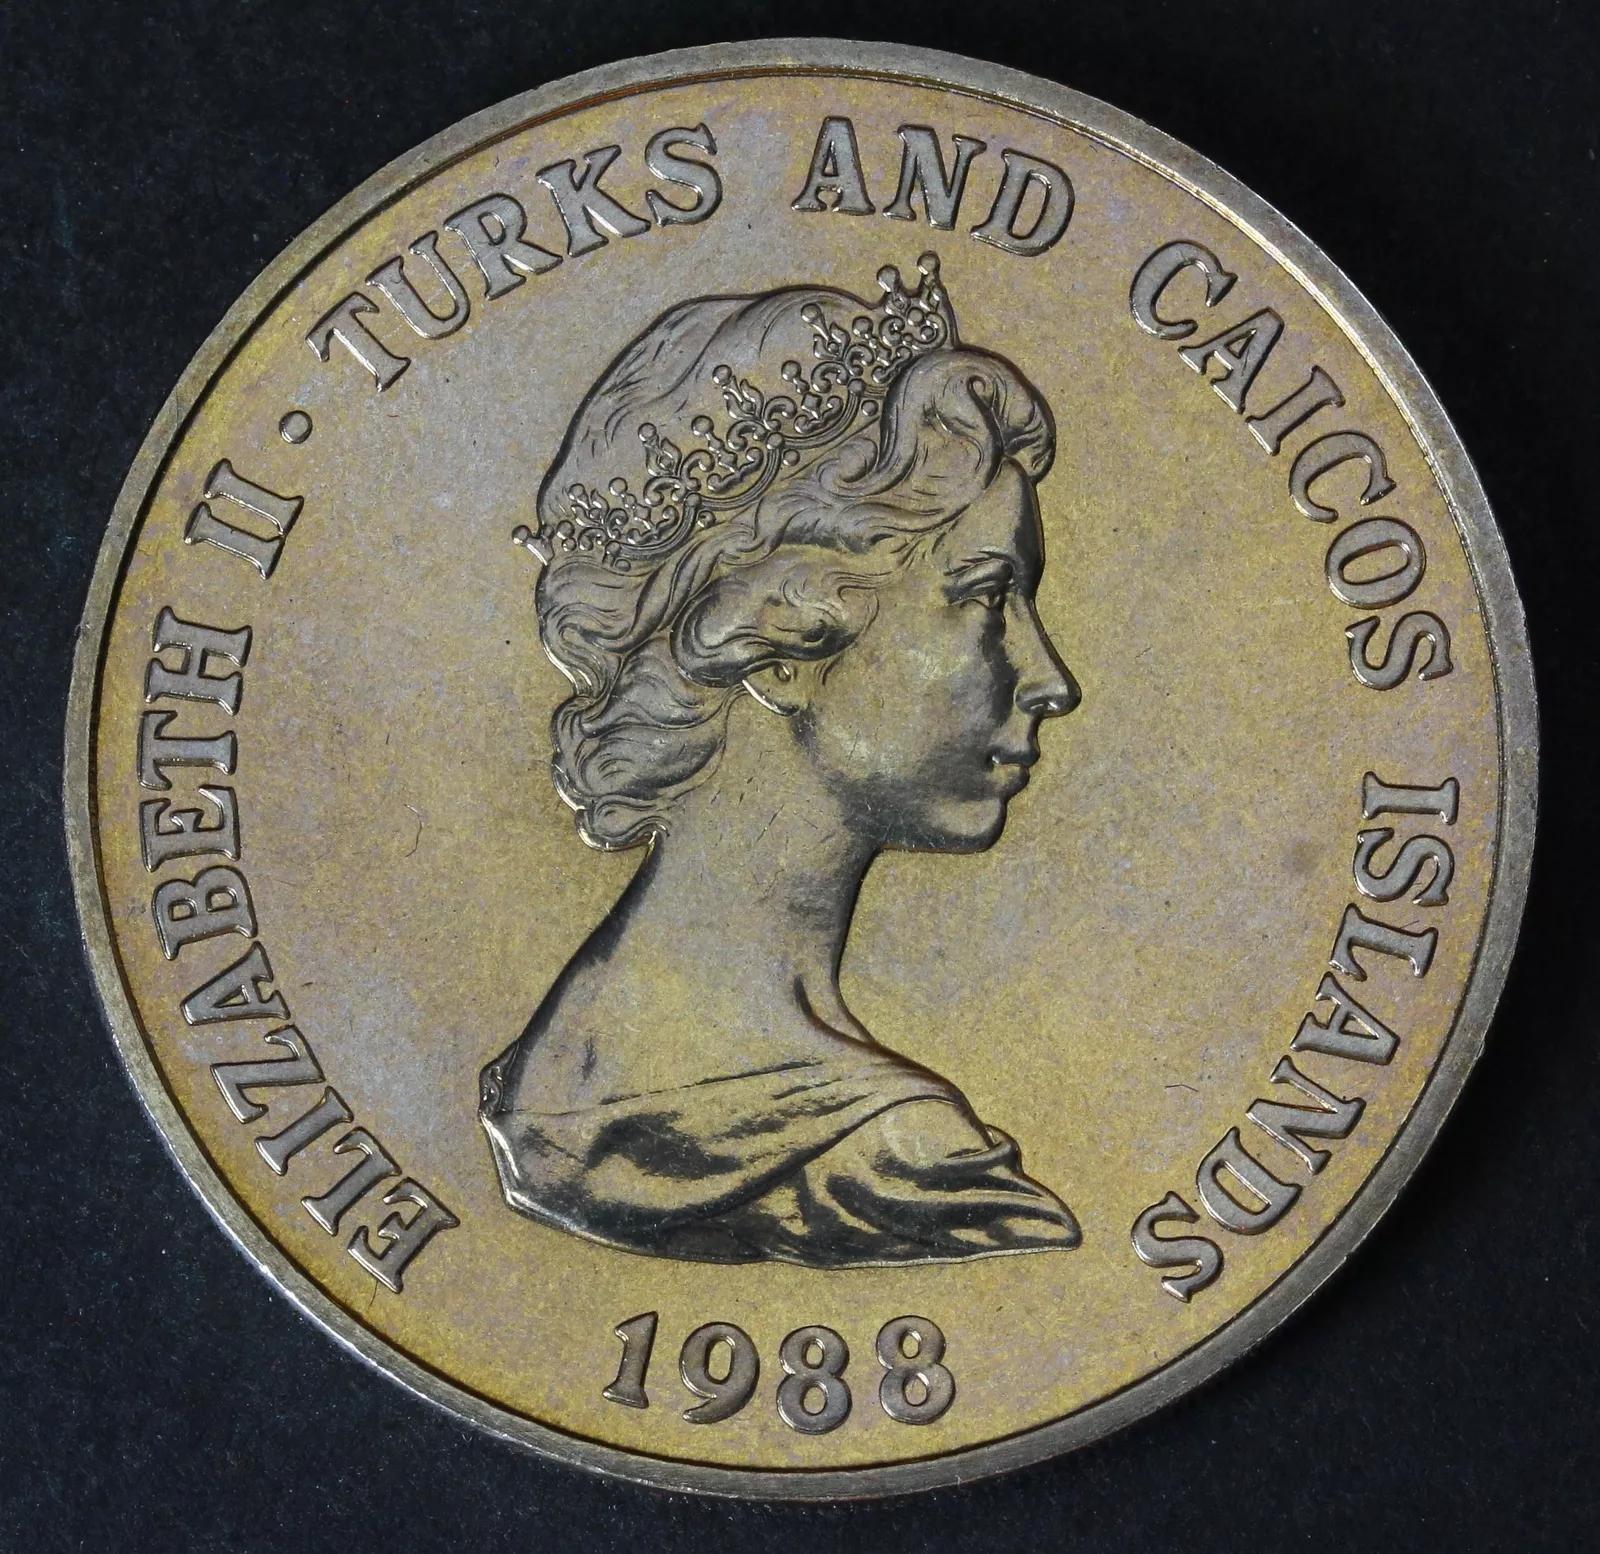 ELIZABETH II · TURKS AND CAICOS ISLANDS
1988